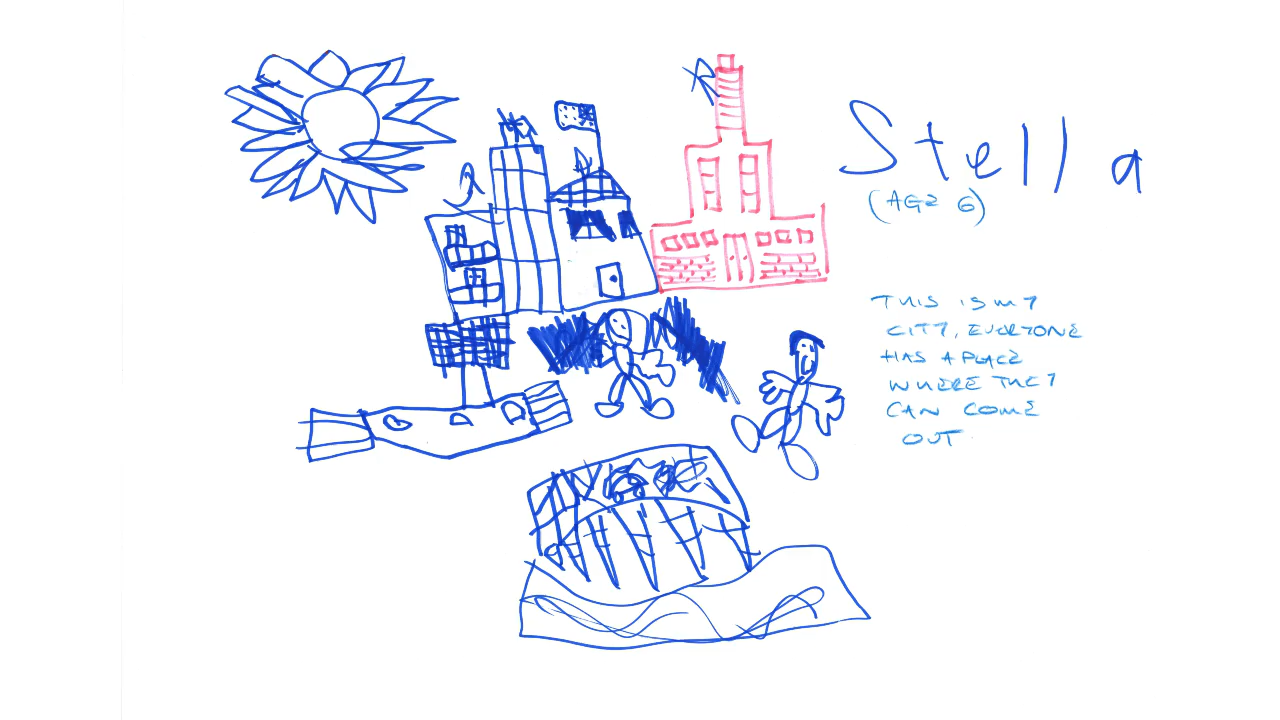 Stella
(AGE 6)
THIS IS MY
CITY, EVERYONE
HAS A PLACE
WHERE THEY
CAN COME
OUT.